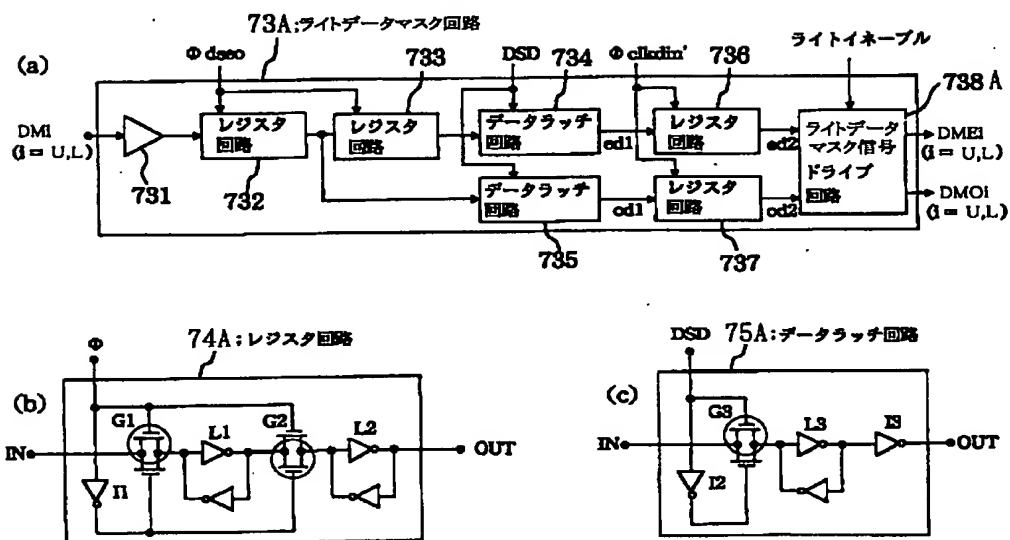 73A;ライトデータマスク回路
(a)
Φ dseo
733
DSD
734
Φ clkdin'
736
ライトイネーブル
738 A
DMi
(i = U,L)
731
レジスタ
回路
732
レジスタ
回路
データラッチ
回路
ed1
レジスタ
回路
ed2
ライトデータ
マスク信号
ドライブ
回路
DMEi
(i = U,L)
DMOi
(i = U,L)
データラッチ
回路
735
od1
レジスタ
回路
737
od2
74A;レジスタ回路
(b)
Φ
G1
L1
G2
L2
IN
I1
OUT
75A;データラッチ回路
(c)
DSD
G3
L3
I3
IN
I2
OUT